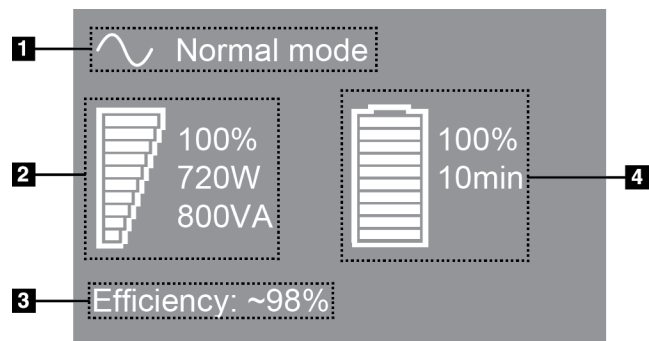 1
Normal mode
2
100%
720W
800VA
100%
10min
4
3
Efficiency: ~98%